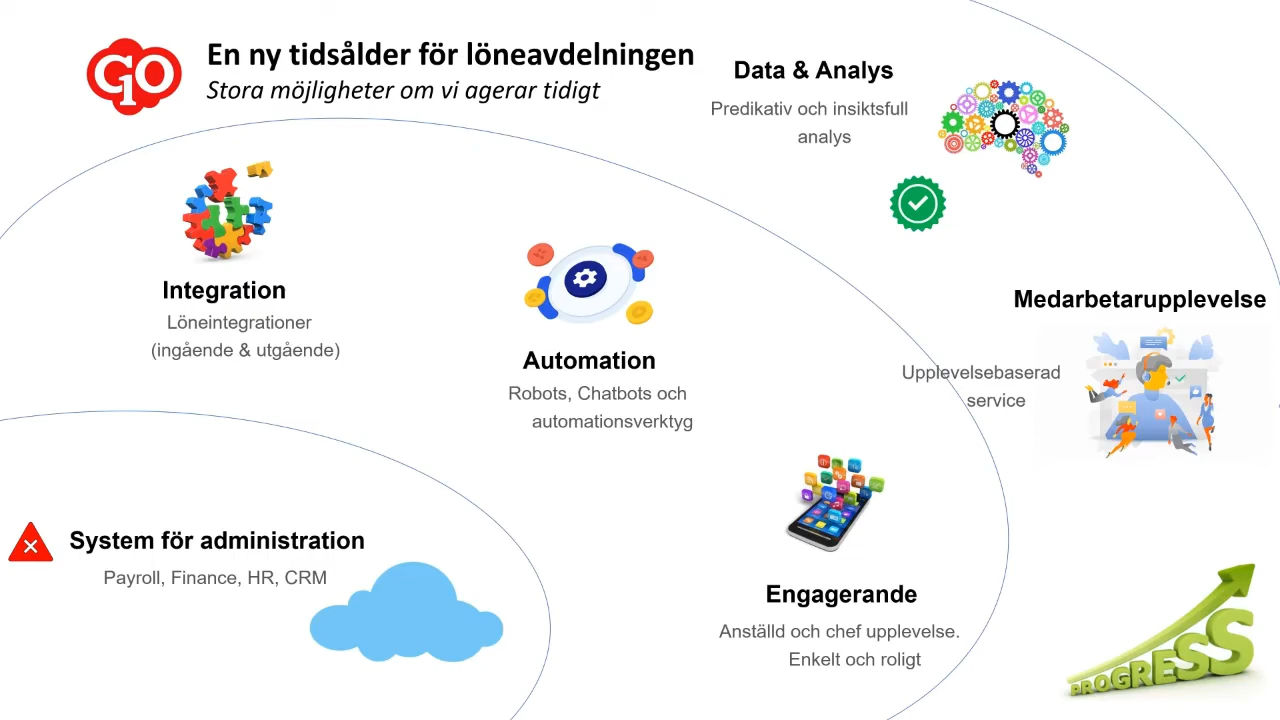 GO
En ny tidsålder för löneavdelningen
Stora möjligheter om vi agerar tidigt
Data & Analys
Predikativ och insiktsfull
analys
Integration
Löneintegrationer
(ingående & utgående)
Automation
Robots, Chatbots och
automationsverktyg
Medarbetarupplevelse
Upplevelsebaserad
service
System för administration
Payroll, Finance, HR, CRM
Engagerande
Anställd och chef upplevelse.
Enkelt och roligt
PROGRESS